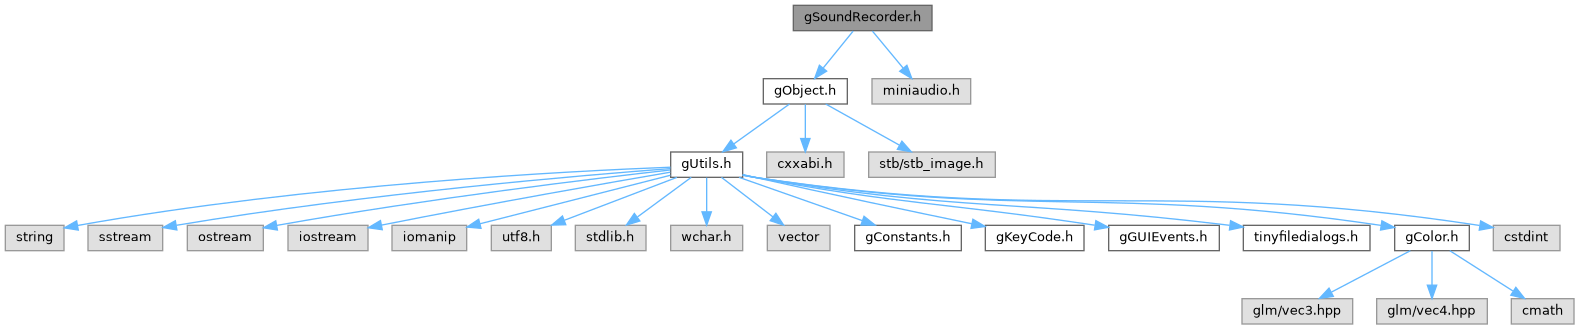 gSoundRecorder.h
gObject.h
miniaudio.h
gUtils.h
cxxabi.h
stb/stb_image.h
string
sstream
ostream
iostream
iomanip
utf8.h
stdlib.h
wchar.h
vector
gConstants.h
gKeyCode.h
gGUIEvents.h
tinyfiledialogs.h
gColor.h
cstdint
glm/vec3.hpp
glm/vec4.hpp
cmath